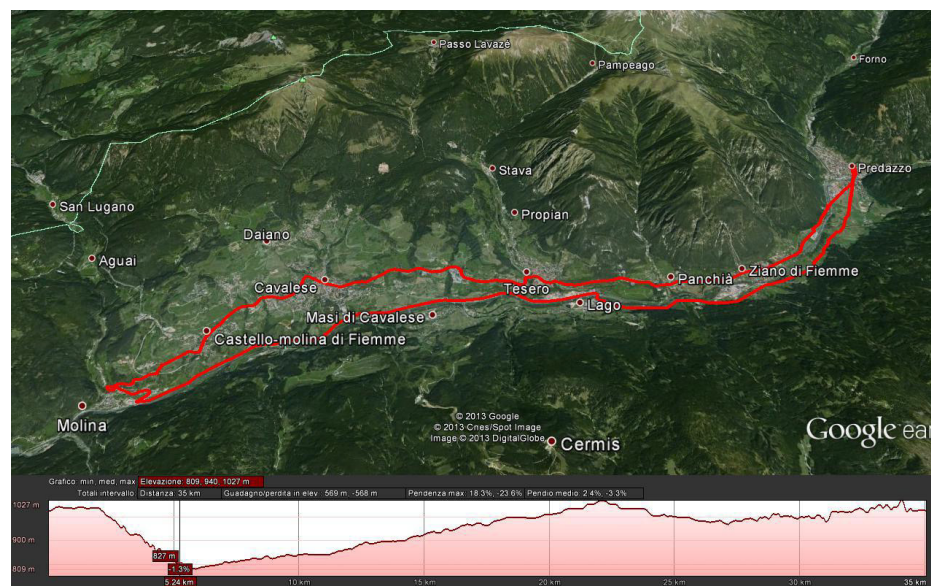 Passo Lavazè
Pampeago
Forno
Stava
Predazzo
San Lugano
Propian
Daiano
Aguai
Cavalese
Tesero
Panchià
Ziano di Fiemme
Masi di Cavalese
Lago
Castello-molina di Fiemme
Molina
© 2013 Google
© 2013 Cnes/Spot Image
Image © 2013 DigitalGlobe
Cermis
Google ear
Grafico: min, med, max Elevazione: 809, 940, 1027 m
Totali intervallo: Distanza: 35 km Guadagno/perdita in elev.: 569 m, -568 m Pendenza max: 18.3%, -23.6% Pendio medio: 2.4%, -3.3%
1027 m
900 m
827 m
809 m
-1.3%
5.24 km 10 km 15 km 20 km 25 km 30 km 35 km